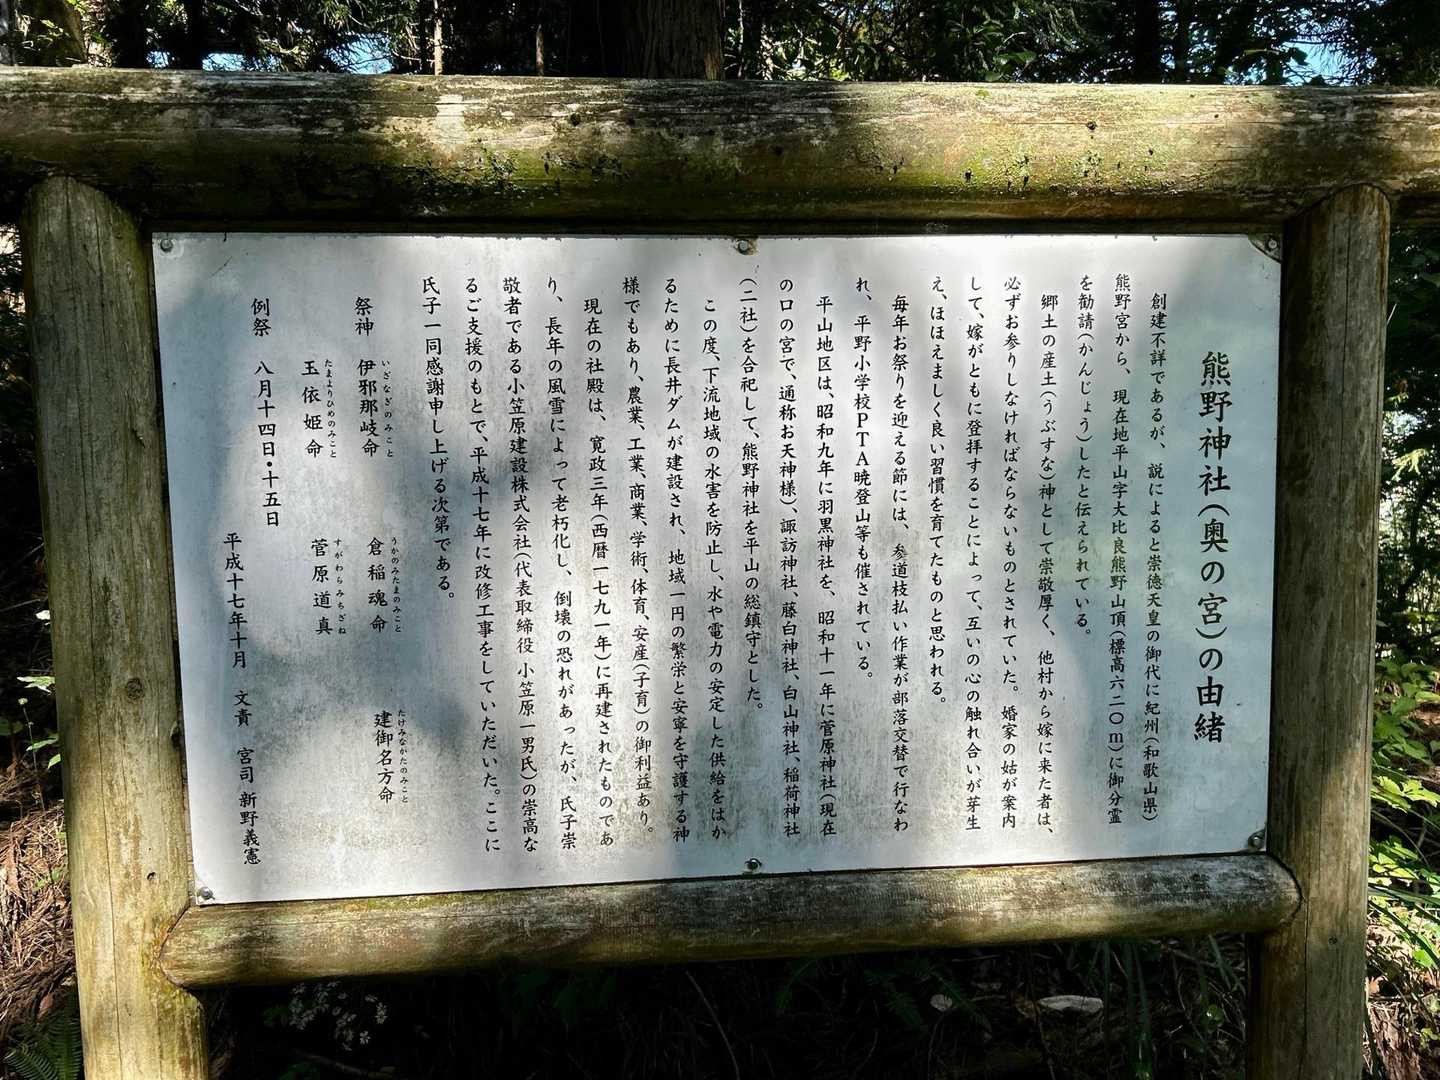 熊野神社(奥の宮)の由緒
創建不詳であるが、説によると崇徳天皇の御代に紀州(和歌山県)
熊野宮から、現在地平山字大比良熊野山頂(標高六二〇m)に御分霊
を勧請(かんじょう)したと伝えられている。
郷土の産土(うぶすな)神として崇敬厚く、他村から嫁に来た者は、
必ずお参りしなければならないものとされていた。婚家の姑が案内
して、嫁がともに登拝することによって、互いの心の触れ合いが芽生
え、ほほえましく良い習慣を育てたものと思われる。
毎年お祭りを迎える節には、参道枝払い作業が部落交替で行なわ
れ、平野小学校PTA暁登山等も催されている。
平山地区は、昭和九年に羽黒神社を、昭和十一年に菅原神社(現在
の口の宮で、通称お天神様)、諏訪神社、藤白神社、白山神社、稲荷神社
(二社)を合祀して、熊野神社を平山の総鎮守とした。
この度、下流地域の水害を防止し、水や電力の安定した供給をはか
るために長井ダムが建設され、地域一円の繁栄と安寧を守護する神
様でもあり、農業、工業、商業、学術、体育、安産(子育)の御利益あり。
現在の社殿は、寛政三年(西暦一七九一年)に再建されたものであ
り、長年の風雪によって老朽化し、倒壊の恐れがあったが、氏子崇
敬者である小笠原建設株式会社(代表取締役 小笠原一男氏)の崇高な
るご支援のもとで、平成十七年に改修工事をしていただいた。ここに
氏子一同感謝申し上げる次第である。
祭神 伊邪那岐命 倉稲魂命 建御名方命
いざなぎのみこと うかのみたまのみこと たけみながたのみこと
玉依姫命 菅原道真
たまよりひめのみこと すがわらみちざね
例祭 八月十四日・十五日
平成十七年十月 文責 宮司 新野義憲